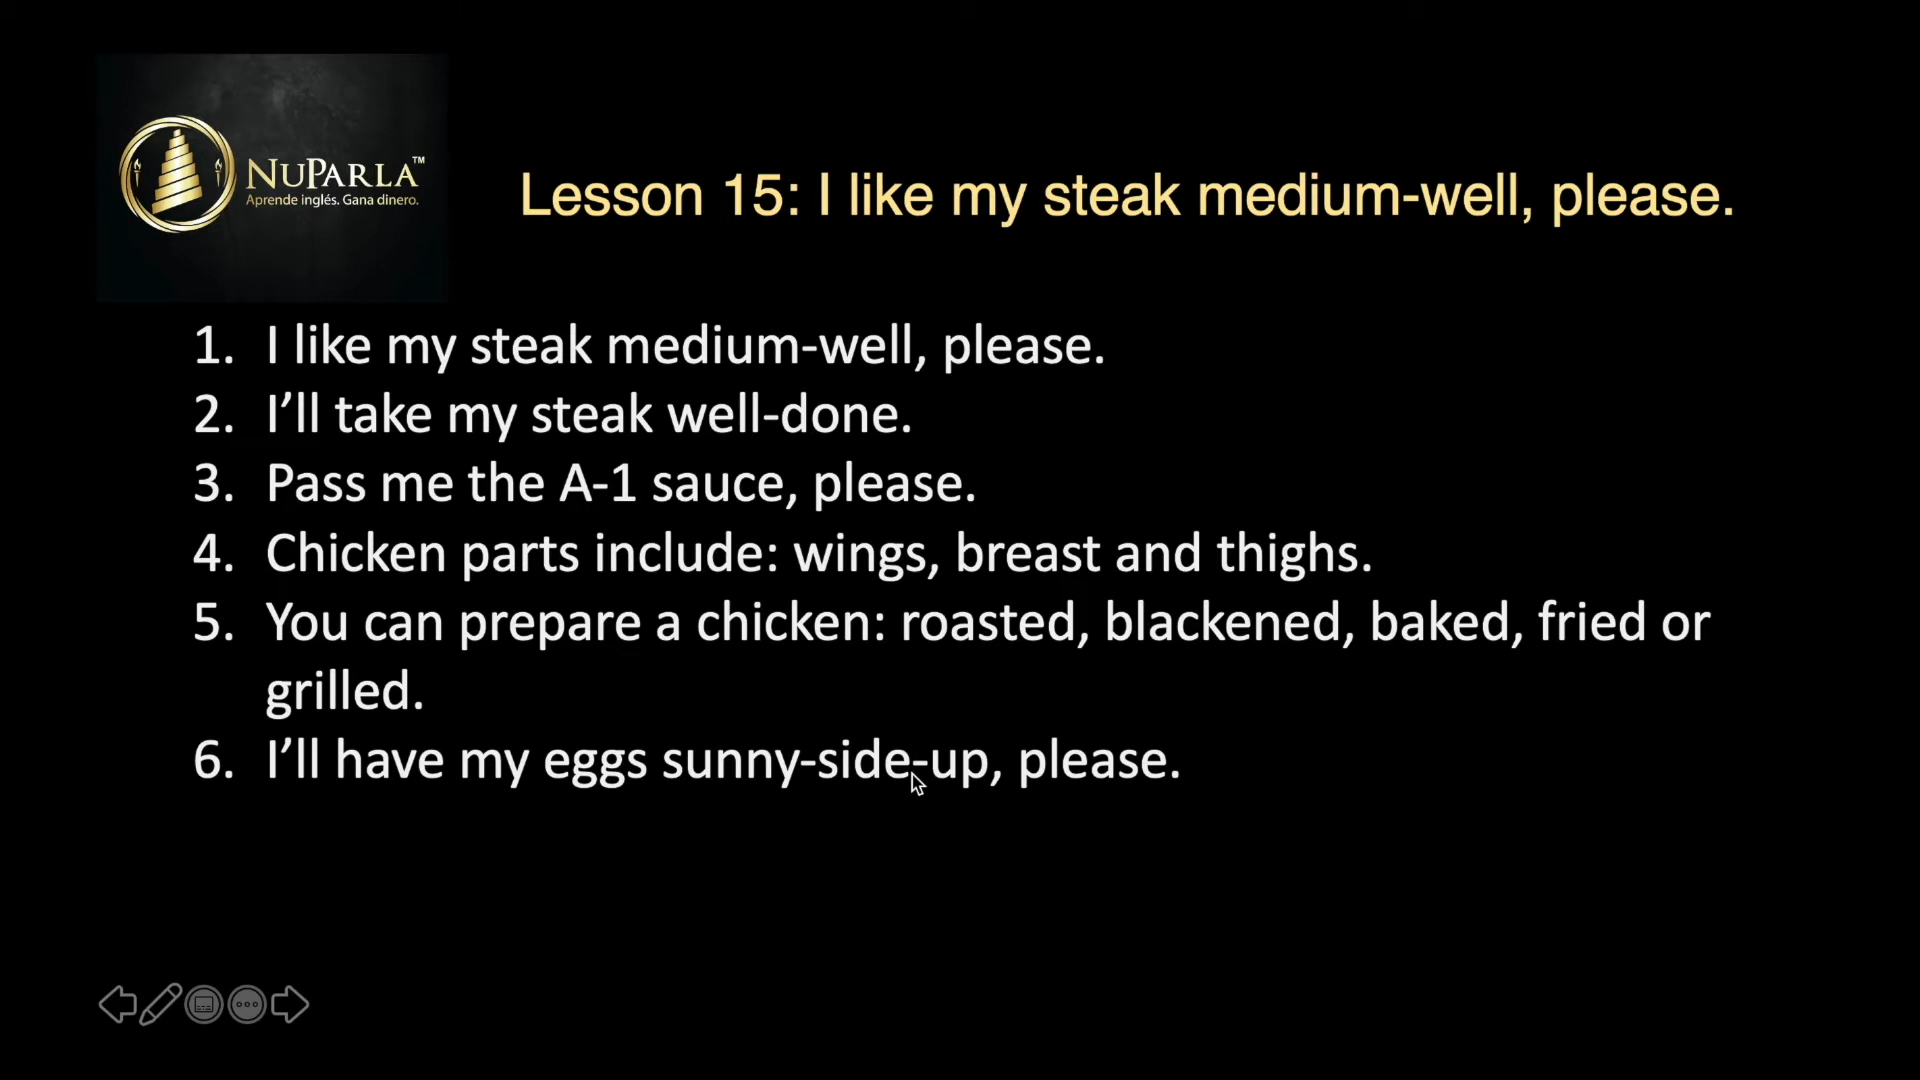 NUPARLA™
Aprende inglés. Gana dinero.
Lesson 15: I like my steak medium-well, please.
1. I like my steak medium-well, please.
2. I’ll take my steak well-done.
3. Pass me the A-1 sauce, please.
4. Chicken parts include: wings, breast and thighs.
5. You can prepare a chicken: roasted, blackened, baked, fried or
grilled.
6. I’ll have my eggs sunny-side-up, please.